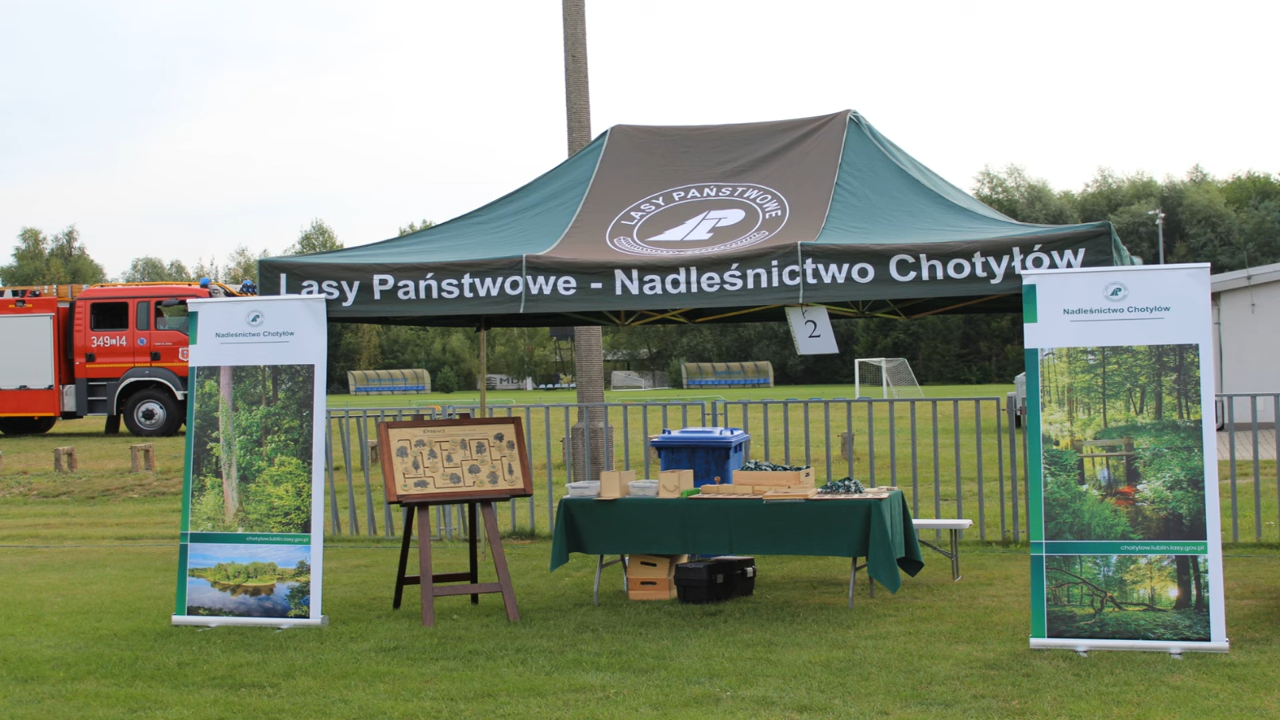 LASY PAŃSTWOWE
Lasy Państwowe - Nadleśnictwo Chotyłów
2
349 14
Nadleśnictwo Chotyłów
chotylow.lublin.lasy.gov.pl
Nadleśnictwo Chotyłów
chotylow.lublin.lasy.gov.pl